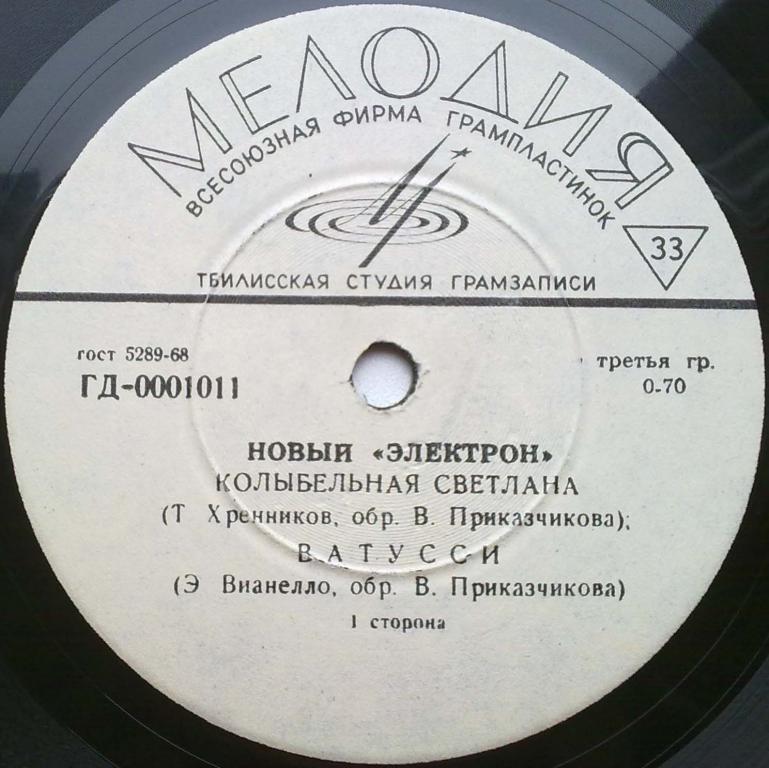 МЕЛОДИЯ
ВСЕСОЮЗНАЯ ФИРМА ГРАМПЛАСТИНОК
33
ТБИЛИССКАЯ СТУДИЯ ГРАМЗАПИСИ
гост 5289-68
третья гр.
ГД-0001011
0-70
НОВЫЙ «ЭЛЕКТРОН»
КОЛЫБЕЛЬНАЯ СВЕТЛАНА
(Т Хренников, обр. В. Приказчикова);
ВАТУССИ
(Э Вианелло, обр. В. Приказчикова)
1 сторона